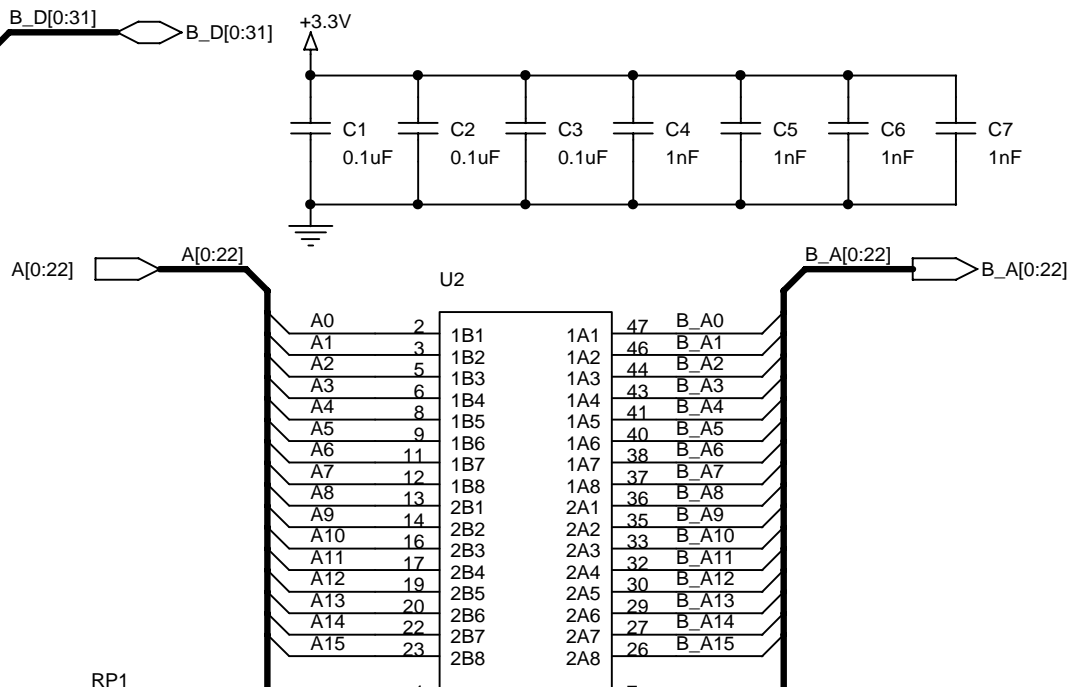 B_D[0:31]
B_D[0:31]
+3.3V
C1 C2 C3 C4 C5 C6 C7
0.1uF 0.1uF 0.1uF 1nF 1nF 1nF 1nF
A[0:22] A[0:22]
B_A[0:22] B_A[0:22]
U2
A0 2 1B1 1A1 47 B_A0
A1 3 1B2 1A2 46 B_A1
A2 5 1B3 1A3 44 B_A2
A3 6 1B4 1A4 43 B_A3
A4 8 1B5 1A5 41 B_A4
A5 9 1B6 1A6 40 B_A5
A6 11 1B7 1A7 38 B_A6
A7 12 1B8 1A8 37 B_A7
A8 13 2B1 2A1 36 B_A8
A9 14 2B2 2A2 35 B_A9
A10 16 2B3 2A3 33 B_A10
A11 17 2B4 2A4 32 B_A11
A12 19 2B5 2A5 30 B_A12
A13 20 2B6 2A6 29 B_A13
A14 22 2B7 2A7 27 B_A14
A15 23 2B8 2A8 26 B_A15
RP1